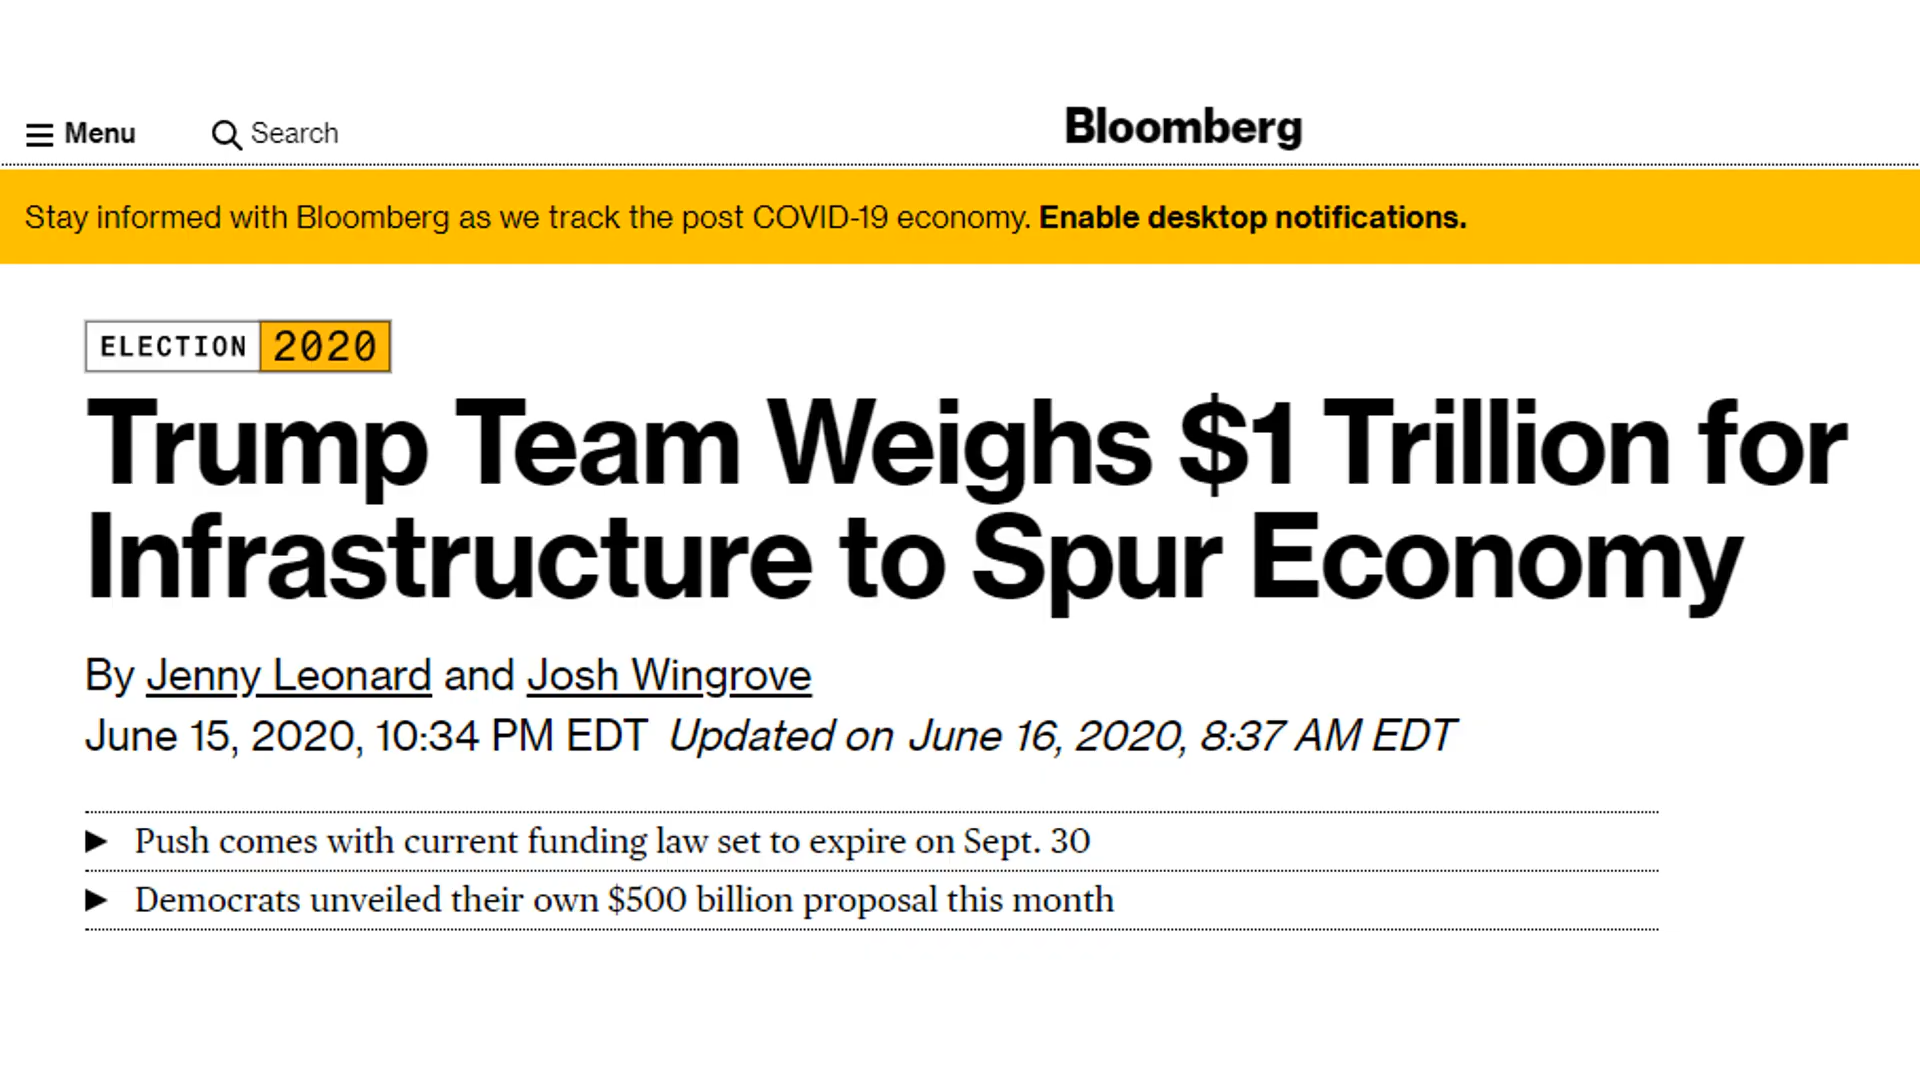 Menu
Search
Bloomberg
Stay informed with Bloomberg as we track the post COVID-19 economy. Enable desktop notifications.
ELECTION 2020
Trump Team Weighs $1 Trillion for
Infrastructure to Spur Economy
By Jenny Leonard and Josh Wingrove
June 15, 2020, 10:34 PM EDT Updated on June 16, 2020, 8:37 AM EDT
Push comes with current funding law set to expire on Sept. 30
Democrats unveiled their own $500 billion proposal this month